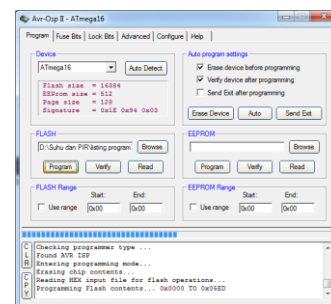 Avr-Osp II - ATmega16
Program Fuse Bits Lock Bits Advanced Configure Help
Device
ATmega16 Auto Detect
Flash size = 16384
EEProm size = 512
Page size = 128
Signature = 0x1E 0x94 0x03
Auto program settings
Erase device before programming
Verify device after programming
Send Exit after programming
Erase Device Auto Send Exit
FLASH
D:\Suhu dan PIR\listing program\ Browse
Program Verify Read
EEPROM
Browse
Program Verify Read
FLASH Range
Start: End:
Use range 0x00 0x00
EEPROM Range
Start: End:
Use range 0x00 0x00
CLR
CPY
Checking programmer type ...
Found AVR ISP
Entering programming mode...
Erasing chip contents...
Reading HEX input file for flash operations...
Programming Flash contents... 0x0000 TO 0x06ED